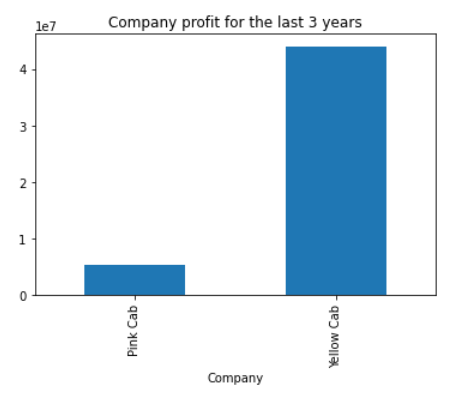 Company profit for the last 3 years
1e7
4
3
2
1
0
Pink Cab
Yellow Cab
Company